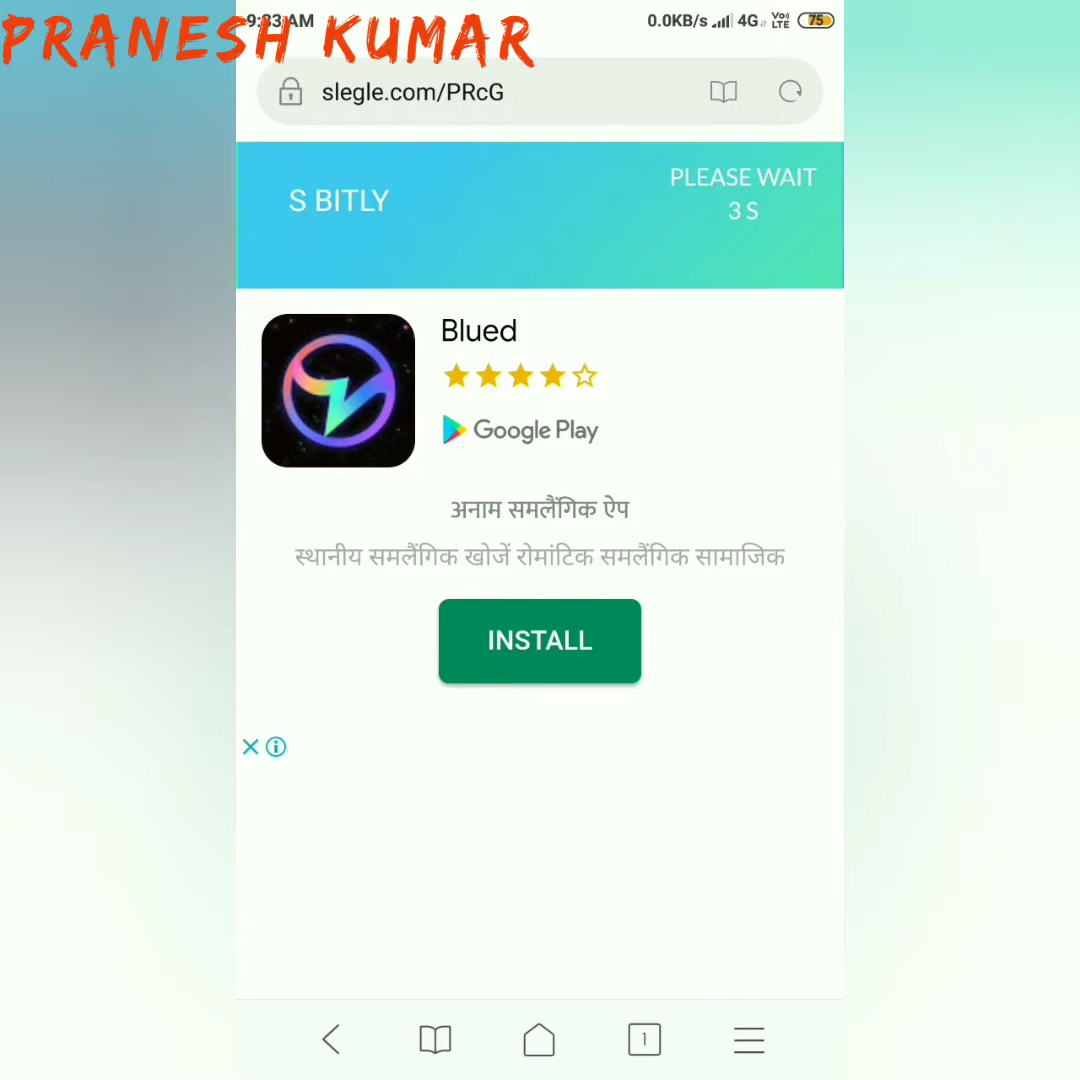 9:33 AM 0.0KB/s 4G VoLTE 75
PRANESH KUMAR
slegle.com/PRcG
S BITLY
PLEASE WAIT
3 S
Blued
Google Play
अनाम समलैंगिक ऐप
स्थानीय समलैंगिक खोजें रोमांटिक समलैंगिक सामाजिक
INSTALL
1